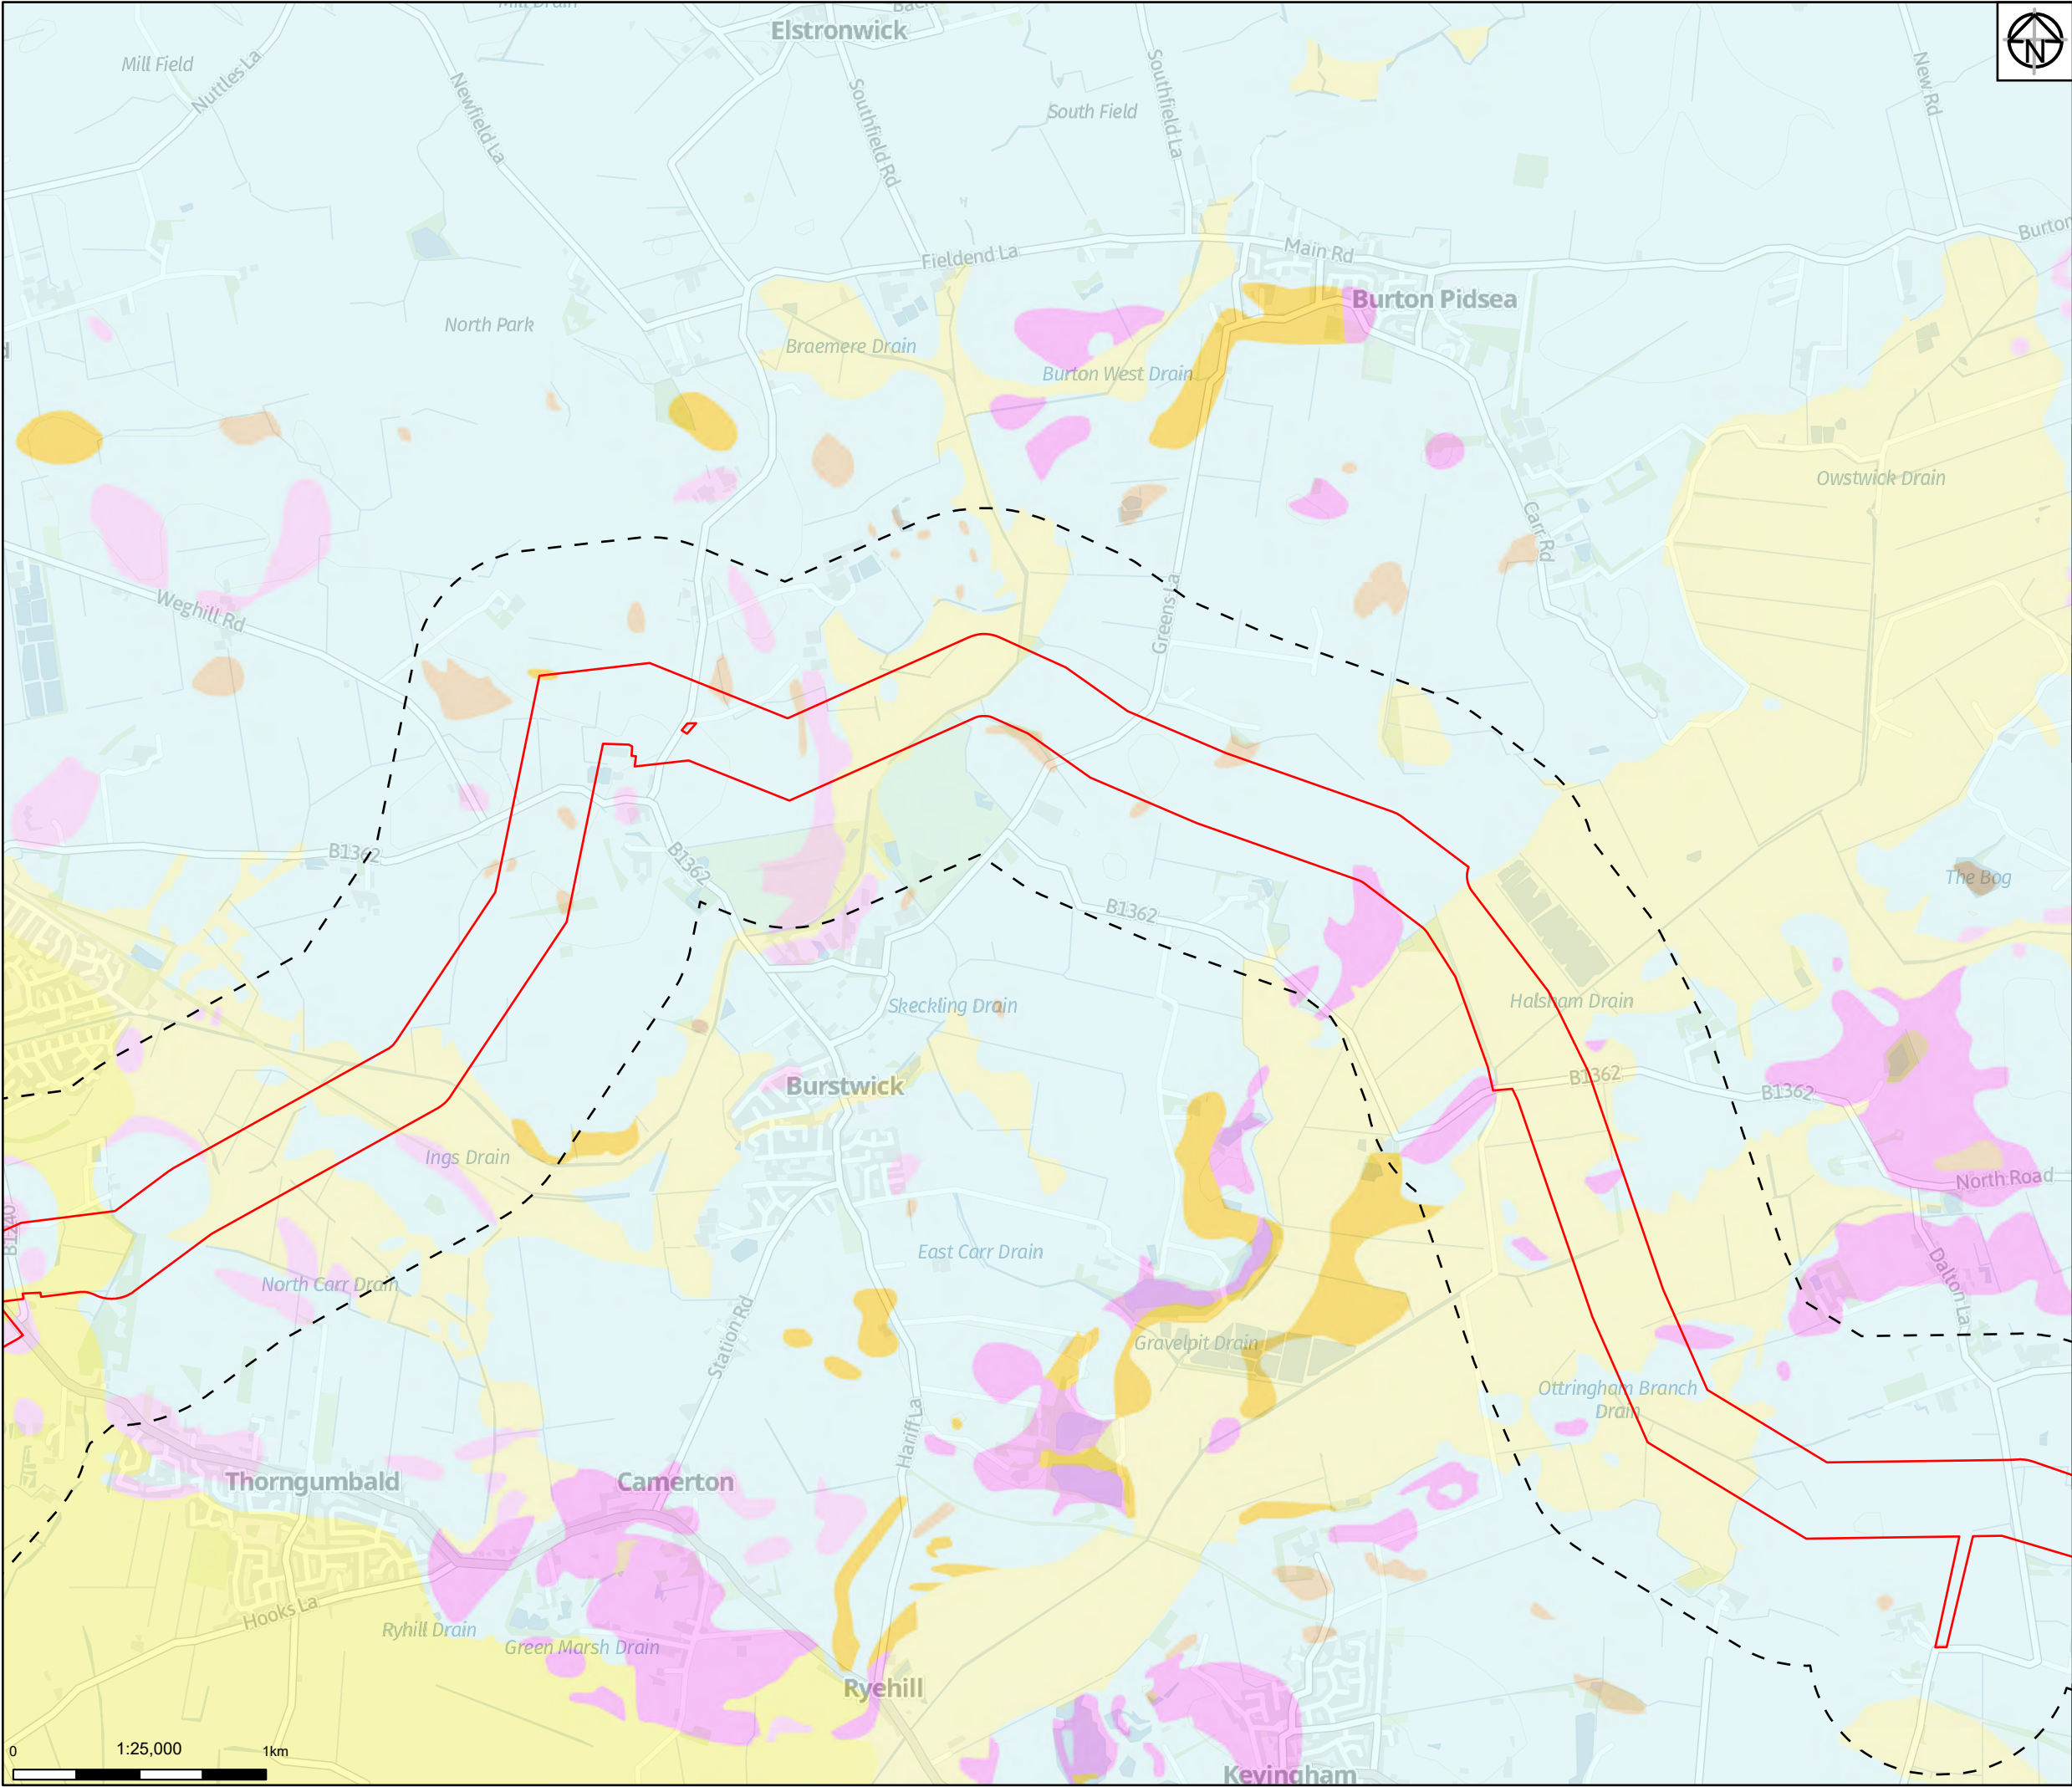 Mill Drain
Elstronwick
Mill Field
Nuttles La
Newfield La
Southfield Rd
South Field
Southfield La
New Rd
N
Burton
Fieldend La
Main Rd
Burton Pidsea
North Park
Braemere Drain
Burton West Drain
Owstwick Drain
Carr Rd
Weghill Rd
Greens La
B1362
B1362
B1362
The Bog
Skeckling Drain
Halsham Drain
B1362
B1362
Burstwick
Ings Drain
North Road
B1240
North Carr Drain
East Carr Drain
Dalton La
Station Rd
Gravelpit Drain
Ottringham Branch
Drain
Hariff La
Thorngumbald
Camerton
Hooks La
Ryhill Drain
Green Marsh Drain
Ryehill
Keyingham
0
1:25,000
1km